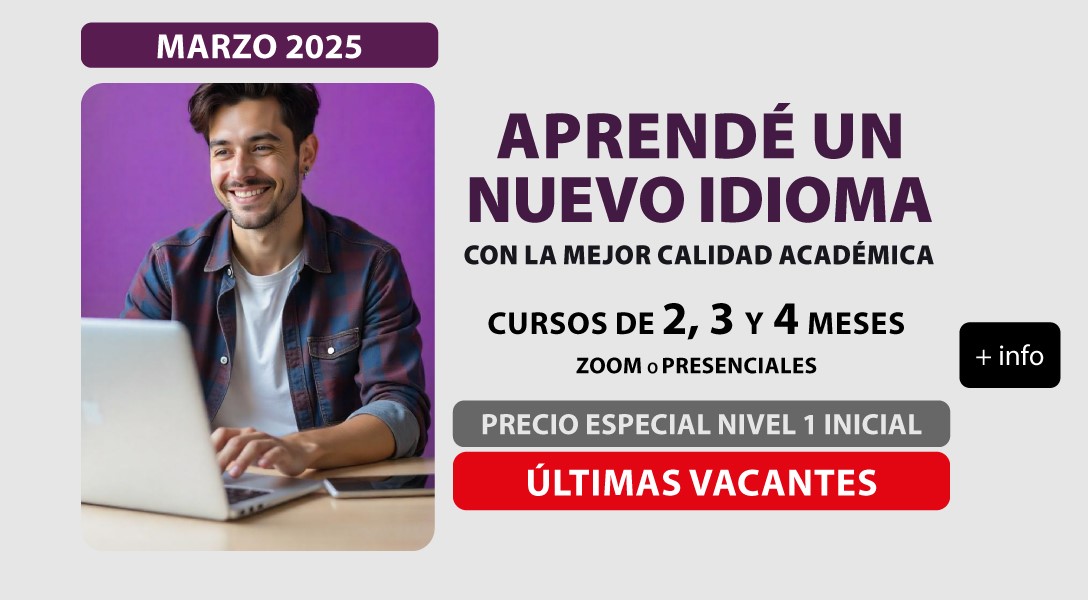 MARZO 2025
APRENDÉ UN
NUEVO IDIOMA
CON LA MEJOR CALIDAD ACADÉMICA
CURSOS DE 2, 3 Y 4 MESES
ZOOM o PRESENCIALES
+ info
PRECIO ESPECIAL NIVEL 1 INICIAL
ÚLTIMAS VACANTES